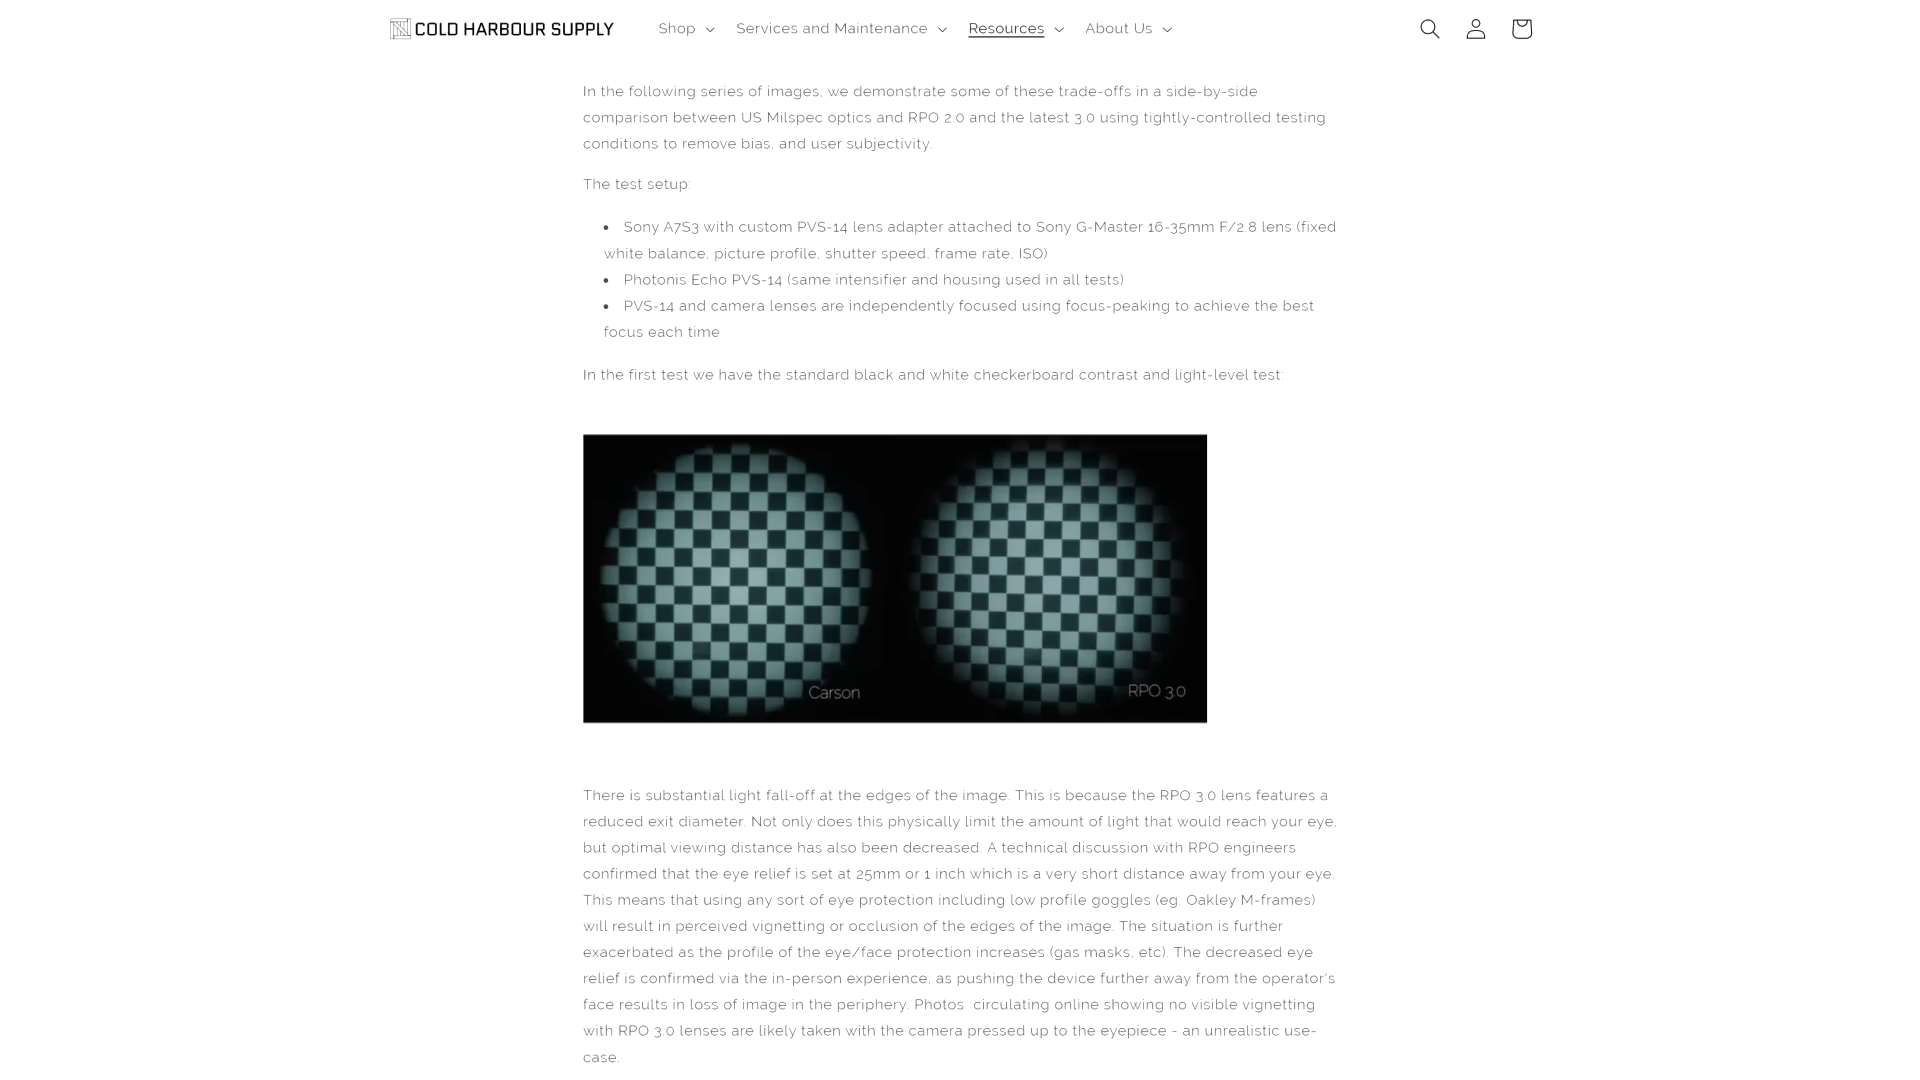 COLD HARBOUR SUPPLY
Shop
Services and Maintenance
Resources
About Us
In the following series of images, we demonstrate some of these trade-offs in a side-by-side
comparison between US Milspec optics and RPO 2.0 and the latest 3.0 using tightly-controlled testing
conditions to remove bias, and user subjectivity.
The test setup:
• Sony A7S3 with custom PVS-14 lens adapter attached to Sony G-Master 16-35mm F/2.8 lens (fixed
white balance, picture profile, shutter speed, frame rate, ISO)
• Photonis Echo PVS-14 (same intensifier and housing used in all tests)
• PVS-14 and camera lenses are independently focused using focus-peaking to achieve the best
focus each time
In the first test we have the standard black and white checkerboard contrast and light-level test:
Carson
RPO 3.0
There is substantial light fall-off at the edges of the image. This is because the RPO 3.0 lens features a
reduced exit diameter. Not only does this physically limit the amount of light that would reach your eye,
but optimal viewing distance has also been decreased. A technical discussion with RPO engineers
confirmed that the eye relief is set at 25mm or 1 inch which is a very short distance away from your eye.
This means that using any sort of eye protection including low profile goggles (eg. Oakley M-frames)
will result in perceived vignetting or occlusion of the edges of the image. The situation is further
exacerbated as the profile of the eye/face protection increases (gas masks, etc). The decreased eye
relief is confirmed via the in-person experience, as pushing the device further away from the operator's
face results in loss of image in the periphery. Photos  circulating online showing no visible vignetting
with RPO 3.0 lenses are likely taken with the camera pressed up to the eyepiece - an unrealistic use-
case.